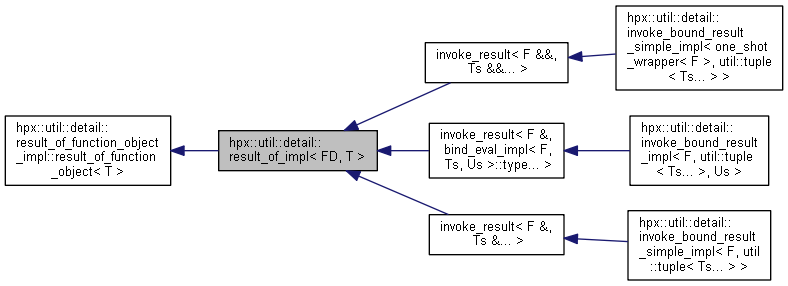 hpx::util::detail::
result_of_function_object
_impl::result_of_function
_object< T >
hpx::util::detail::
result_of_impl< FD, T >
invoke_result< F &&,
Ts &&... >
invoke_result< F &,
bind_eval_impl< F,
Ts, Us >::type... >
invoke_result< F &,
Ts &... >
hpx::util::detail::
invoke_bound_result
_simple_impl< one_shot
_wrapper< F >, util::tuple
< Ts... > >
hpx::util::detail::
invoke_bound_result
_impl< F, util::tuple
< Ts... >, Us >
hpx::util::detail::
invoke_bound_result
_simple_impl< F, util
::tuple< Ts... > >